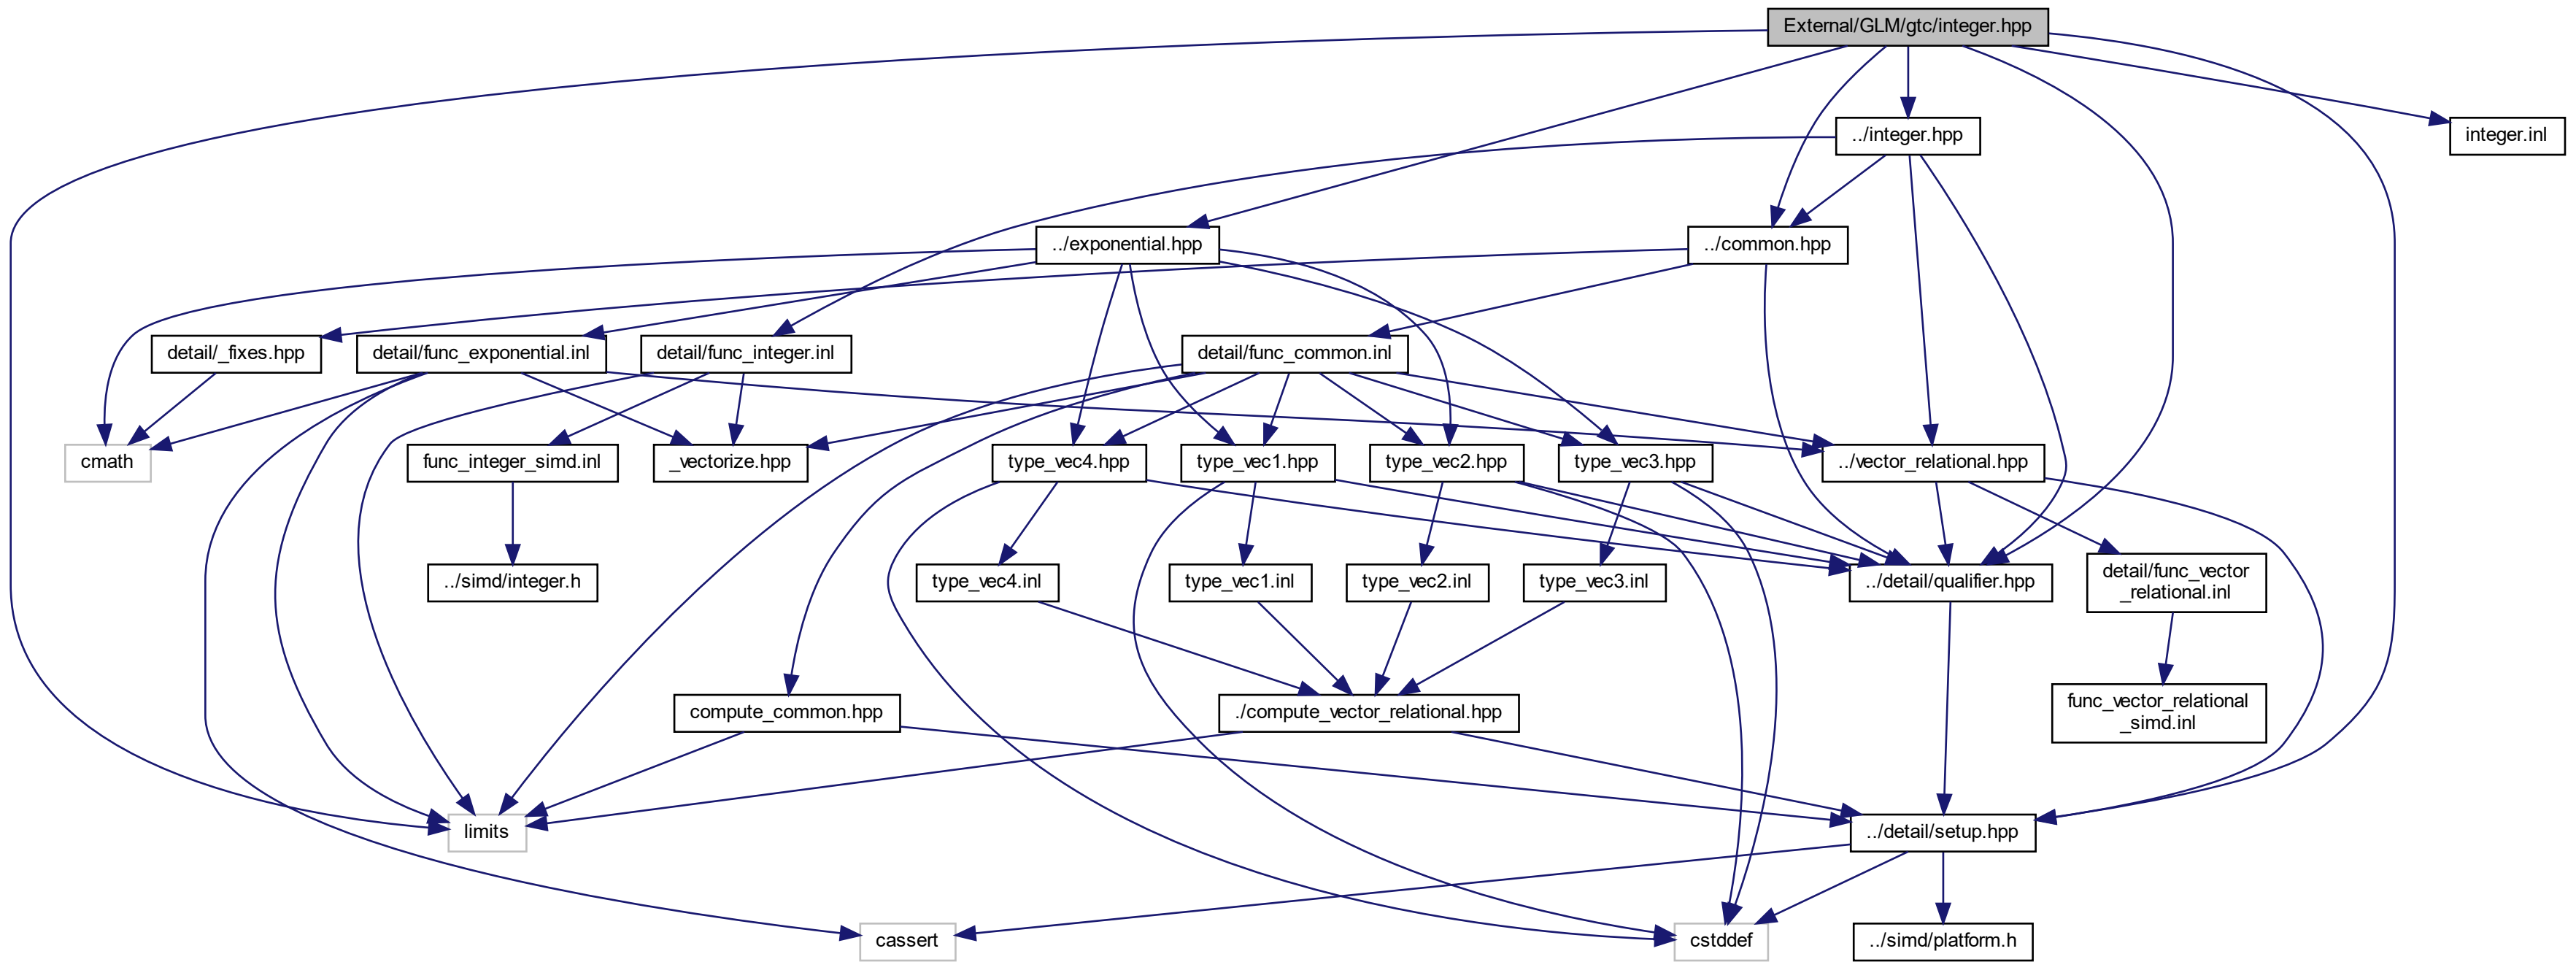 External/GLM/gtc/integer.hpp
../integer.hpp
integer.inl
../exponential.hpp
../common.hpp
detail/_fixes.hpp
detail/func_exponential.inl
detail/func_integer.inl
detail/func_common.inl
cmath
func_integer_simd.inl
_vectorize.hpp
type_vec4.hpp
type_vec1.hpp
type_vec2.hpp
type_vec3.hpp
../vector_relational.hpp
../simd/integer.h
type_vec4.inl
type_vec1.inl
type_vec2.inl
type_vec3.inl
../detail/qualifier.hpp
detail/func_vector
_relational.inl
compute_common.hpp
./compute_vector_relational.hpp
func_vector_relational
_simd.inl
limits
../detail/setup.hpp
cassert
cstddef
../simd/platform.h